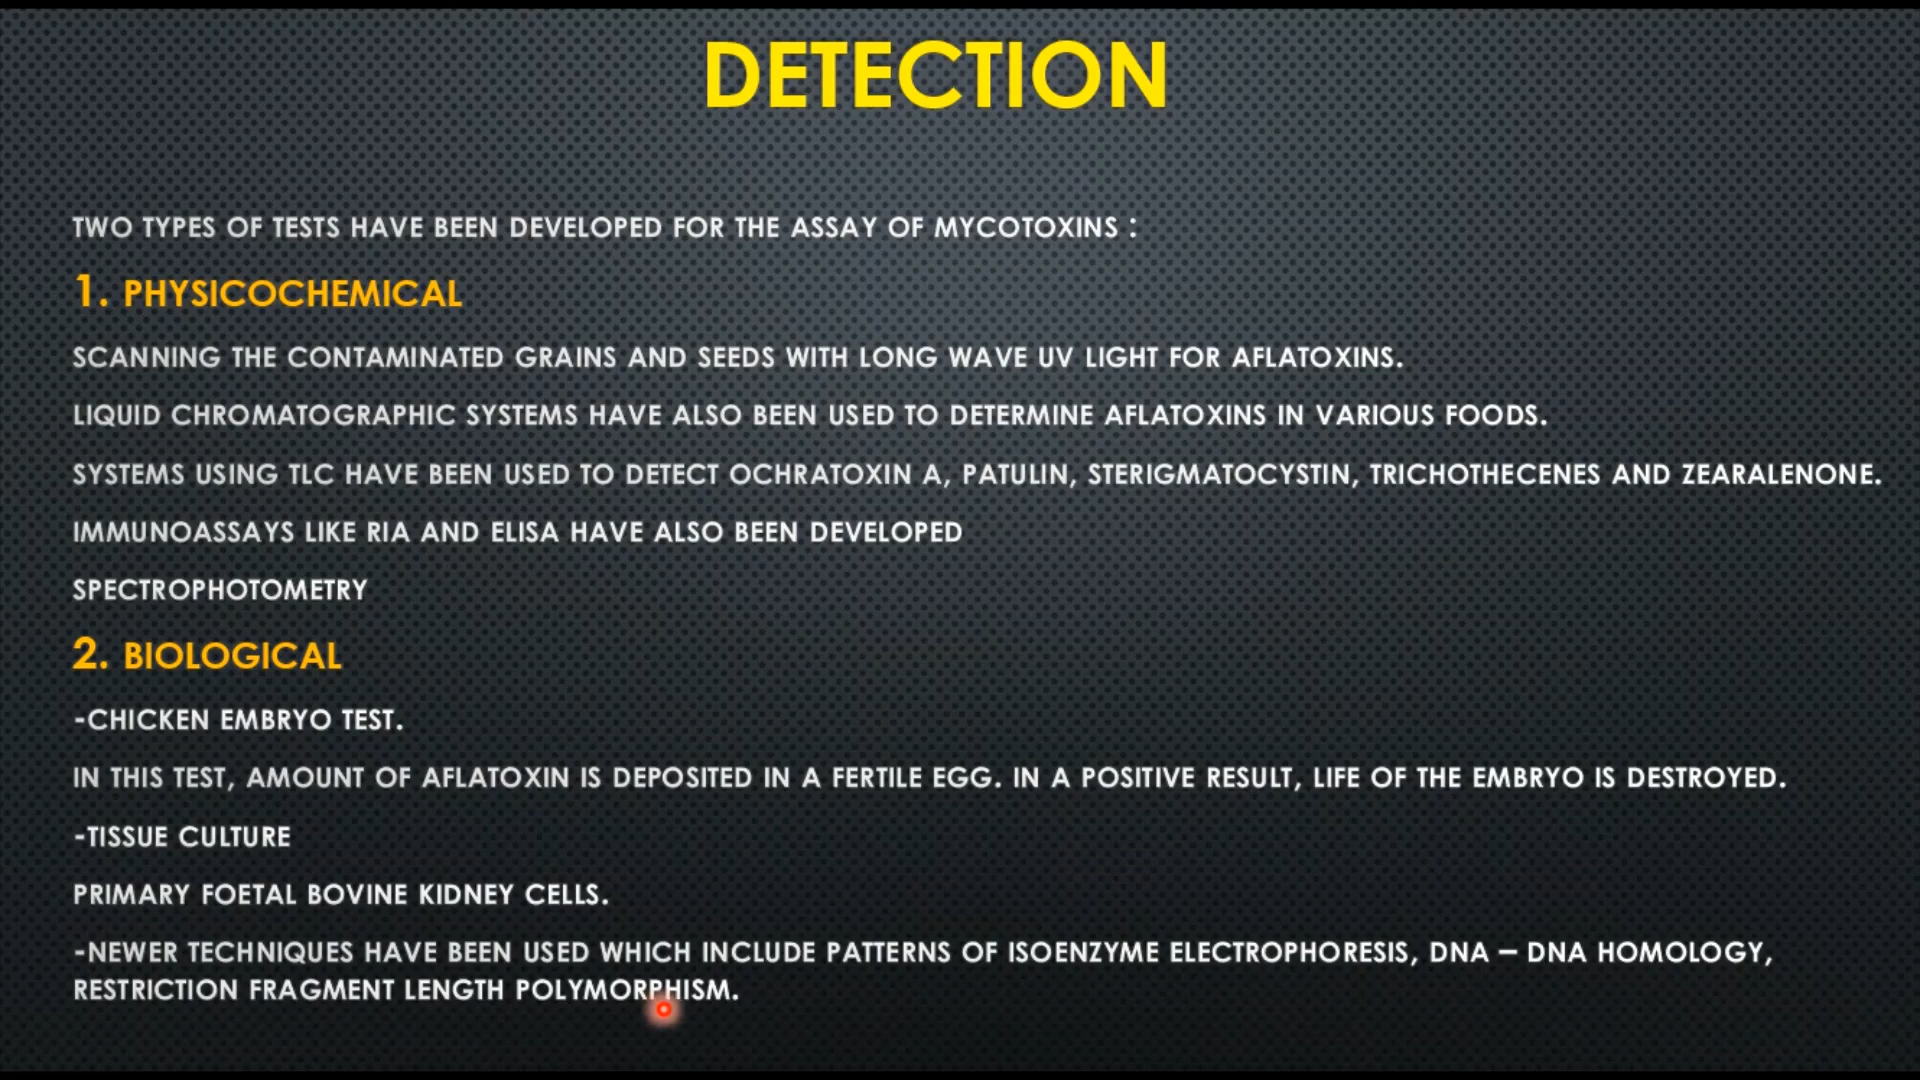 DETECTION
TWO TYPES OF TESTS HAVE BEEN DEVELOPED FOR THE ASSAY OF MYCOTOXINS :
1. PHYSICOCHEMICAL
SCANNING THE CONTAMINATED GRAINS AND SEEDS WITH LONG WAVE UV LIGHT FOR AFLATOXINS.
LIQUID CHROMATOGRAPHIC SYSTEMS HAVE ALSO BEEN USED TO DETERMINE AFLATOXINS IN VARIOUS FOODS.
SYSTEMS USING TLC HAVE BEEN USED TO DETECT OCHRATOXIN A, PATULIN, STERIGMATOCYSTIN, TRICHOTHECENES AND ZEARALENONE.
IMMUNOASSAYS LIKE RIA AND ELISA HAVE ALSO BEEN DEVELOPED
SPECTROPHOTOMETRY
2. BIOLOGICAL
-CHICKEN EMBRYO TEST.
IN THIS TEST, AMOUNT OF AFLATOXIN IS DEPOSITED IN A FERTILE EGG. IN A POSITIVE RESULT, LIFE OF THE EMBRYO IS DESTROYED.
-TISSUE CULTURE
PRIMARY FOETAL BOVINE KIDNEY CELLS.
-NEWER TECHNIQUES HAVE BEEN USED WHICH INCLUDE PATTERNS OF ISOENZYME ELECTROPHORESIS, DNA – DNA HOMOLOGY,
RESTRICTION FRAGMENT LENGTH POLYMORPHISM.